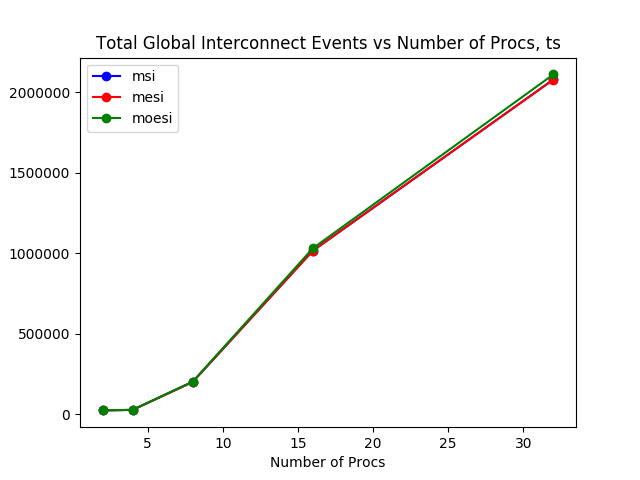 Total Global Interconnect Events vs Number of Procs, ts
msi
mesi
moesi
2000000
1500000
1000000
500000
0
5 10 15 20 25 30
Number of Procs